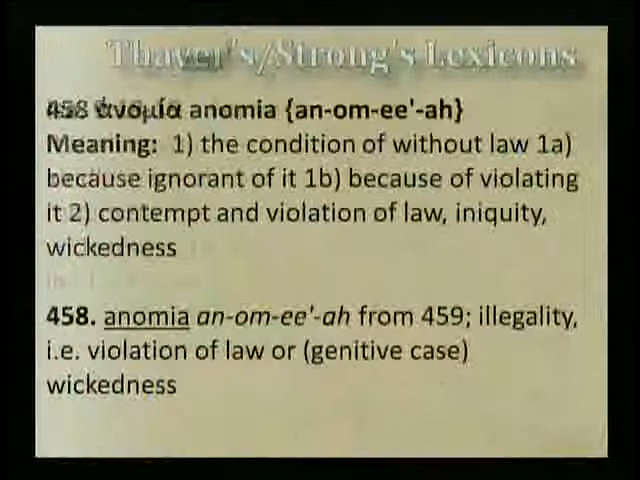 Thayer's/Strong's Lexicons
458 ἀνομία anomia {an-om-ee'-ah}
Meaning: 1) the condition of without law 1a)
because ignorant of it 1b) because of violating
it 2) contempt and violation of law, iniquity,
wickedness
458. anomia an-om-ee'-ah from 459; illegality,
i.e. violation of law or (genitive case)
wickedness